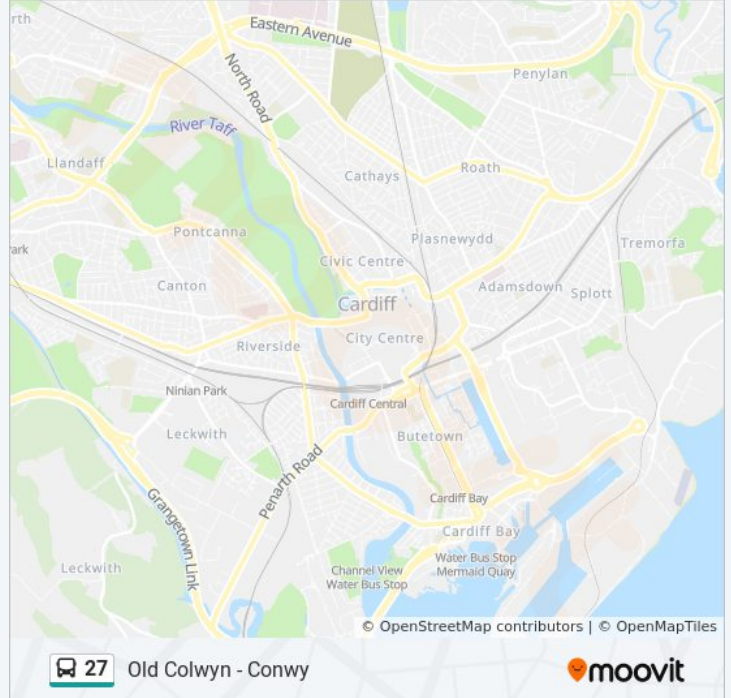 rth
Eastern Avenue
North Road
Penylan
River Taff
Llandaff
Cathays
Roath
Pontcanna
Plasnewydd
ark
Civic Centre
Tremorfa
Canton
Adamsdown
Splott
Cardiff
City Centre
Riverside
Ninian Park
Cardiff Central
Leckwith
Butetown
Penarth Road
Grangetown Link
Cardiff Bay
Cardiff Bay
Leckwith
Channel View
Water Bus Stop
Water Bus Stop
Mermaid Quay
© OpenStreetMap contributors | © OpenMapTiles
27 Old Colwyn - Conwy
moovit